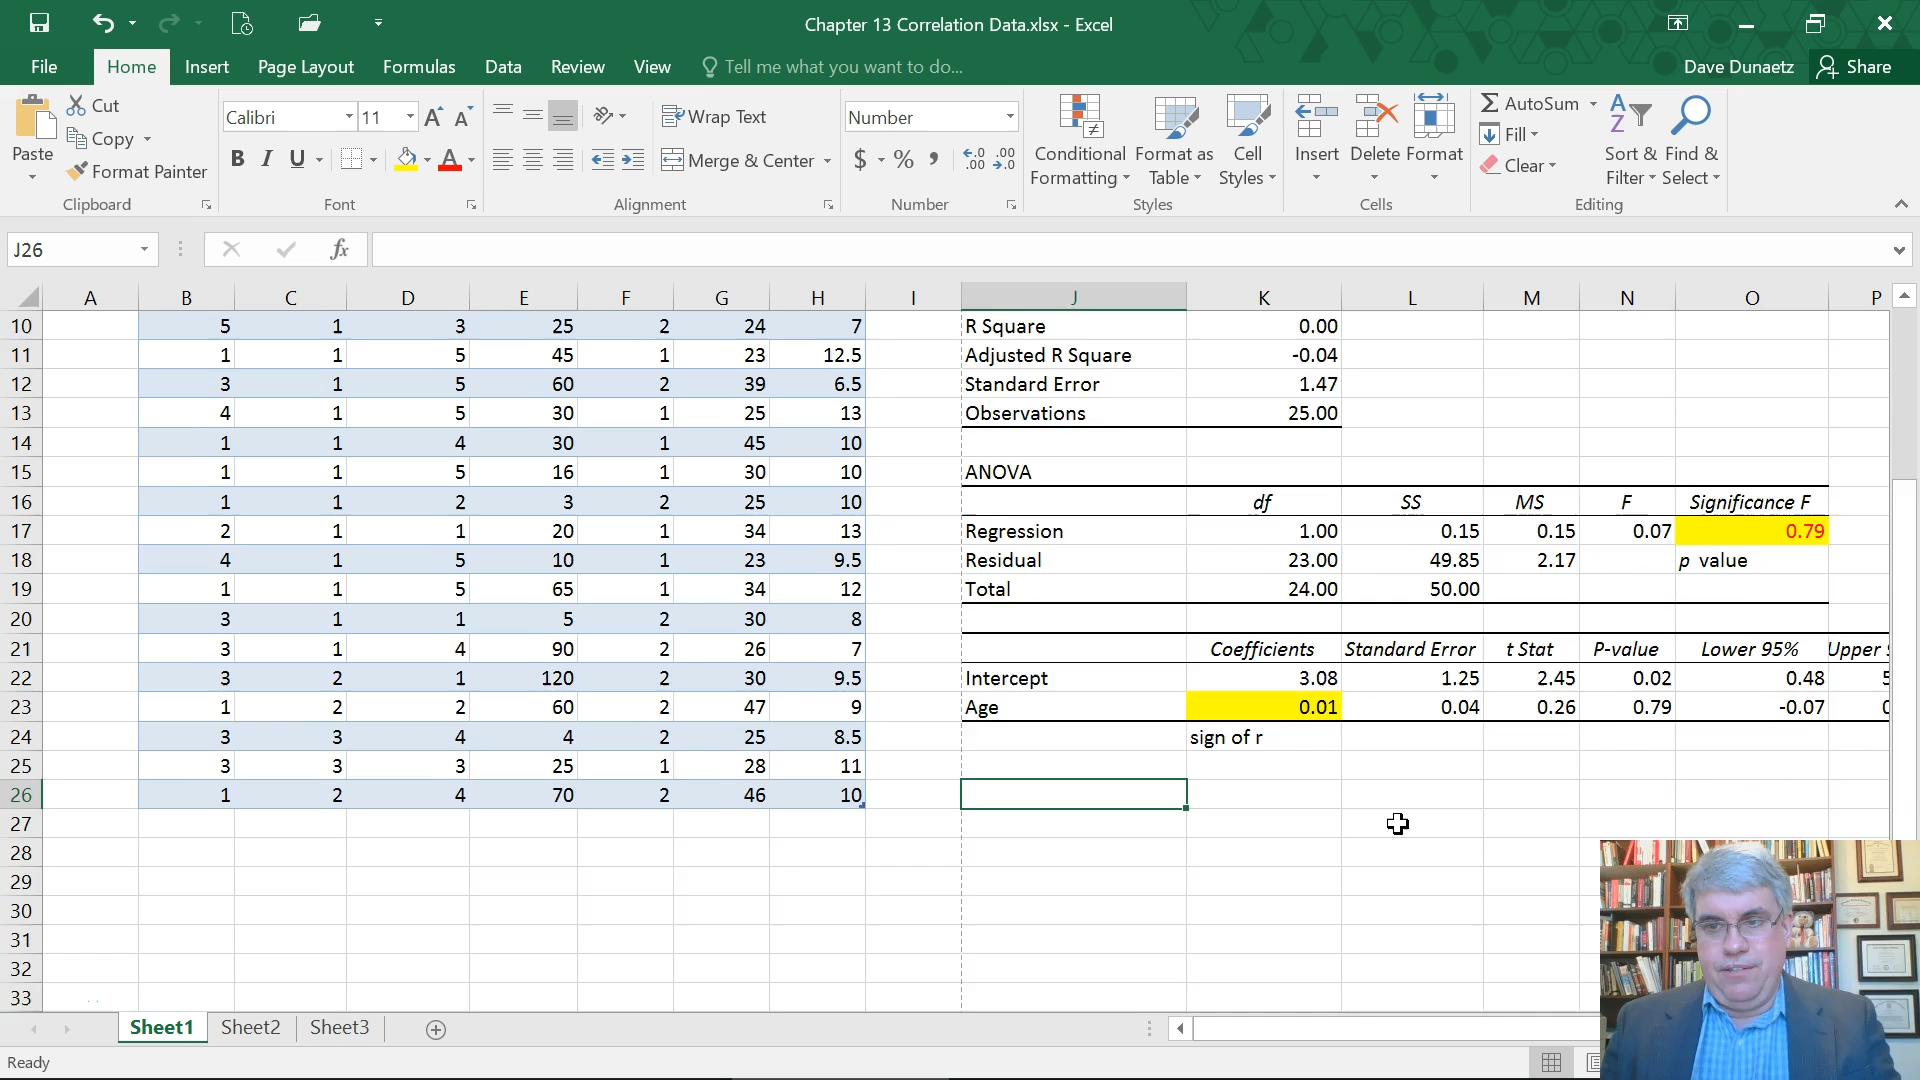 Chapter 13 Correlation Data.xlsx - Excel
File Home Insert Page Layout Formulas Data Review View Tell me what you want to do... Dave Dunaetz Share
Paste
Cut
Copy
Format Painter
Clipboard
Calibri 11
B I U A
Font
Wrap Text
Merge & Center
Alignment
Number
$ % ,
Number
Conditional Formatting
Format as Table
Cell Styles
Styles
Insert Delete Format
Cells
AutoSum
Fill
Clear
Sort & Filter
Find & Select
Editing
J26 fx
A B C D E F G H I J K L M N O P
10 5 1 3 25 2 24 7 R Square 0.00
11 1 1 5 45 1 23 12.5 Adjusted R Square -0.04
12 3 1 5 60 2 39 6.5 Standard Error 1.47
13 4 1 5 30 1 25 13 Observations 25.00
14 1 1 4 30 1 45 10
15 1 1 5 16 1 30 10 ANOVA
16 1 1 2 3 2 25 10 df SS MS F Significance F
17 2 1 1 20 1 34 13 Regression 1.00 0.15 0.15 0.07 0.79
18 4 1 5 10 1 23 9.5 Residual 23.00 49.85 2.17 p value
19 1 1 5 65 1 34 12 Total 24.00 50.00
20 3 1 1 5 2 30 8
21 3 1 4 90 2 26 7 Coefficients Standard Error t Stat P-value Lower 95% Upper
22 3 2 1 120 2 30 9.5 Intercept 3.08 1.25 2.45 0.02 0.48
23 1 2 2 60 2 47 9 Age 0.01 0.04 0.26 0.79 -0.07
24 3 3 4 4 2 25 8.5 sign of r
25 3 3 3 25 1 28 11
26 1 2 4 70 2 46 10
27
28
29
30
31
32
33
Sheet1 Sheet2 Sheet3
Ready